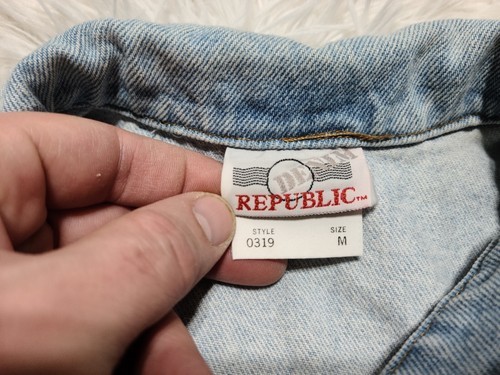 DENIM
REPUBLIC™
STYLE SIZE
0319 M